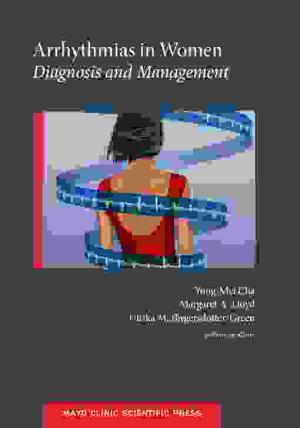 Arrhythmias in Women
Diagnosis and Management
Yong-Mei Cha
Margaret A. Lloyd
Ulrika M. Birgersdotter-Green
MAYO CLINIC SCIENTIFIC PRESS